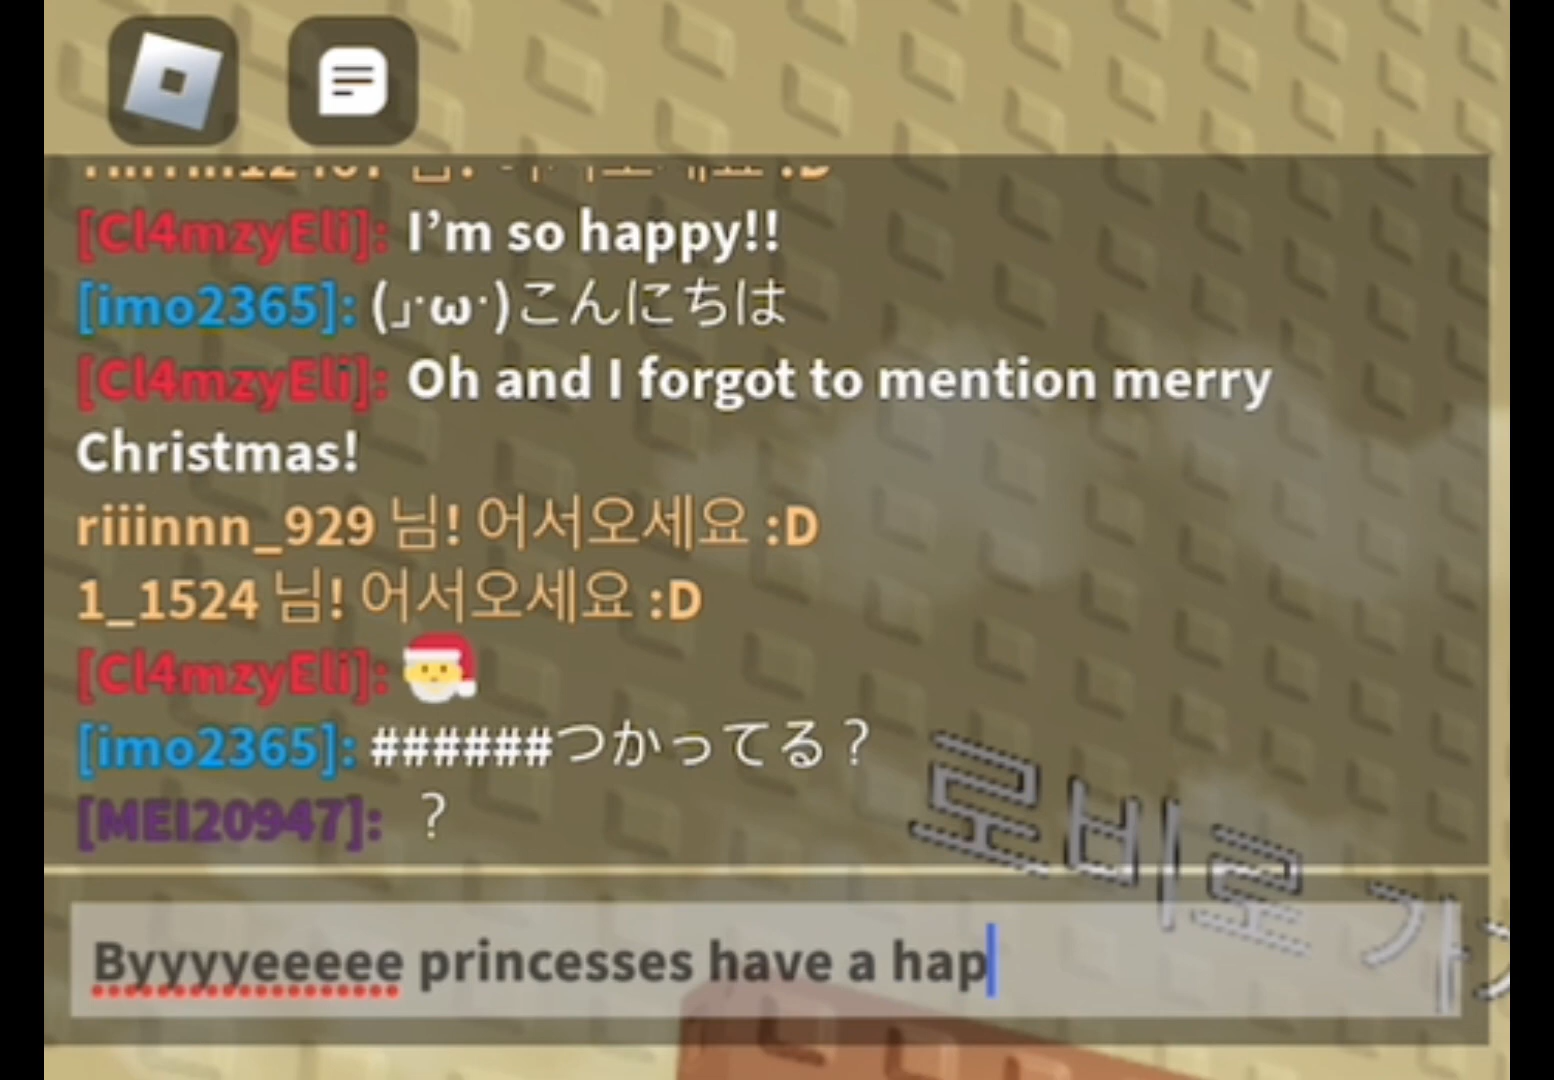 [Cl4mzyEli]: I’m so happy!!
[imo2365]: (」·ω·)こんにちは
[Cl4mzyEli]: Oh and I forgot to mention merry
Christmas!
riiinnn_929 님! 어서오세요 :D
1_1524 님! 어서오세요 :D
[Cl4mzyEli]: 🎅
[imo2365]: ######つかってる？
[MEI20947]: ？
로비로
Byyyyeeeee princesses have a hap